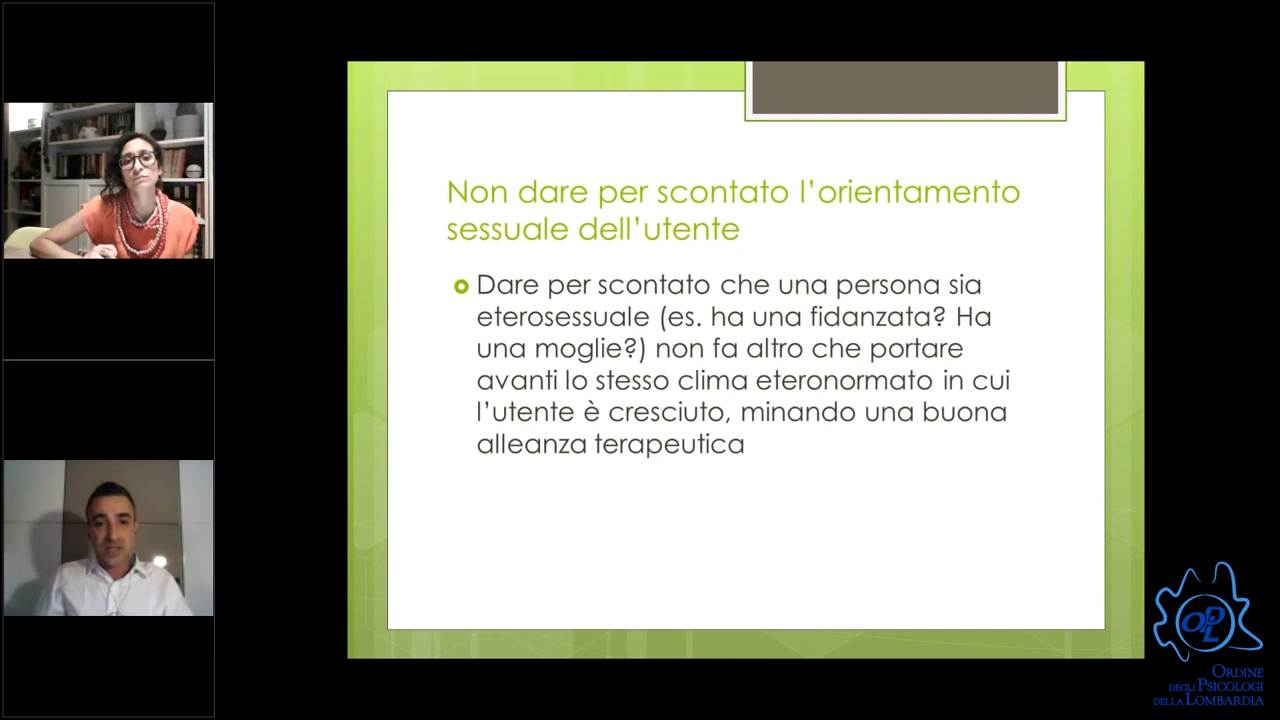 Non dare per scontato l’orientamento
sessuale dell’utente
Dare per scontato che una persona sia
eterosessuale (es. ha una fidanzata? Ha
una moglie?) non fa altro che portare
avanti lo stesso clima eteronormato in cui
l’utente è cresciuto, minando una buona
alleanza terapeutica
OPL
ORDINE
DEGLI PSICOLOGI
DELLA LOMBARDIA